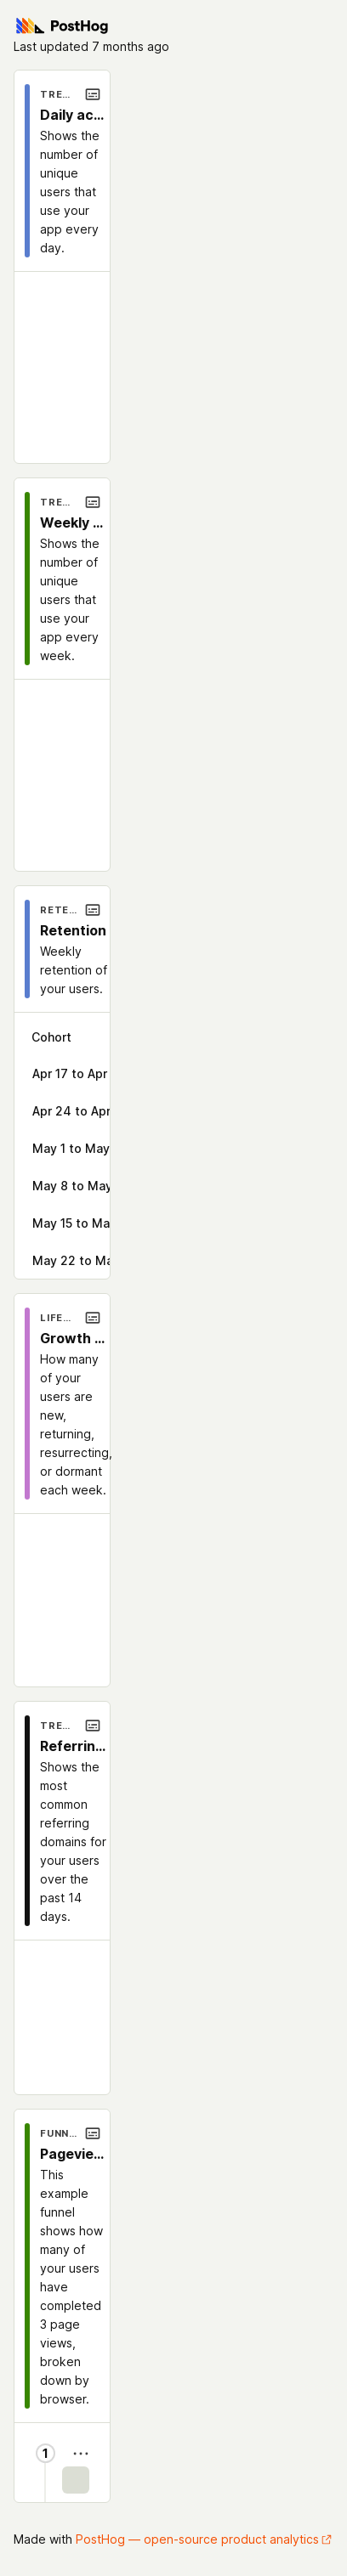 PostHog
Last updated 7 months ago
TRE...
Daily ac...
Shows the
number of
unique
users that
use your
app every
day.
TRE...
Weekly ...
Shows the
number of
unique
users that
use your
app every
week.
RETE...
Retention
Weekly
retention of
your users.
Cohort
Apr 17 to Apr
Apr 24 to Apr
May 1 to May
May 8 to May
May 15 to Ma
May 22 to Ma
LIFE...
Growth ...
How many
of your
users are
new,
returning,
resurrecting,
or dormant
each week.
TRE...
Referrin...
Shows the
most
common
referring
domains for
your users
over the
past 14
days.
FUNN...
Pagevie...
This
example
funnel
shows how
many of
your users
have
completed
3 page
views,
broken
down by
browser.
1
Made with PostHog — open-source product analytics